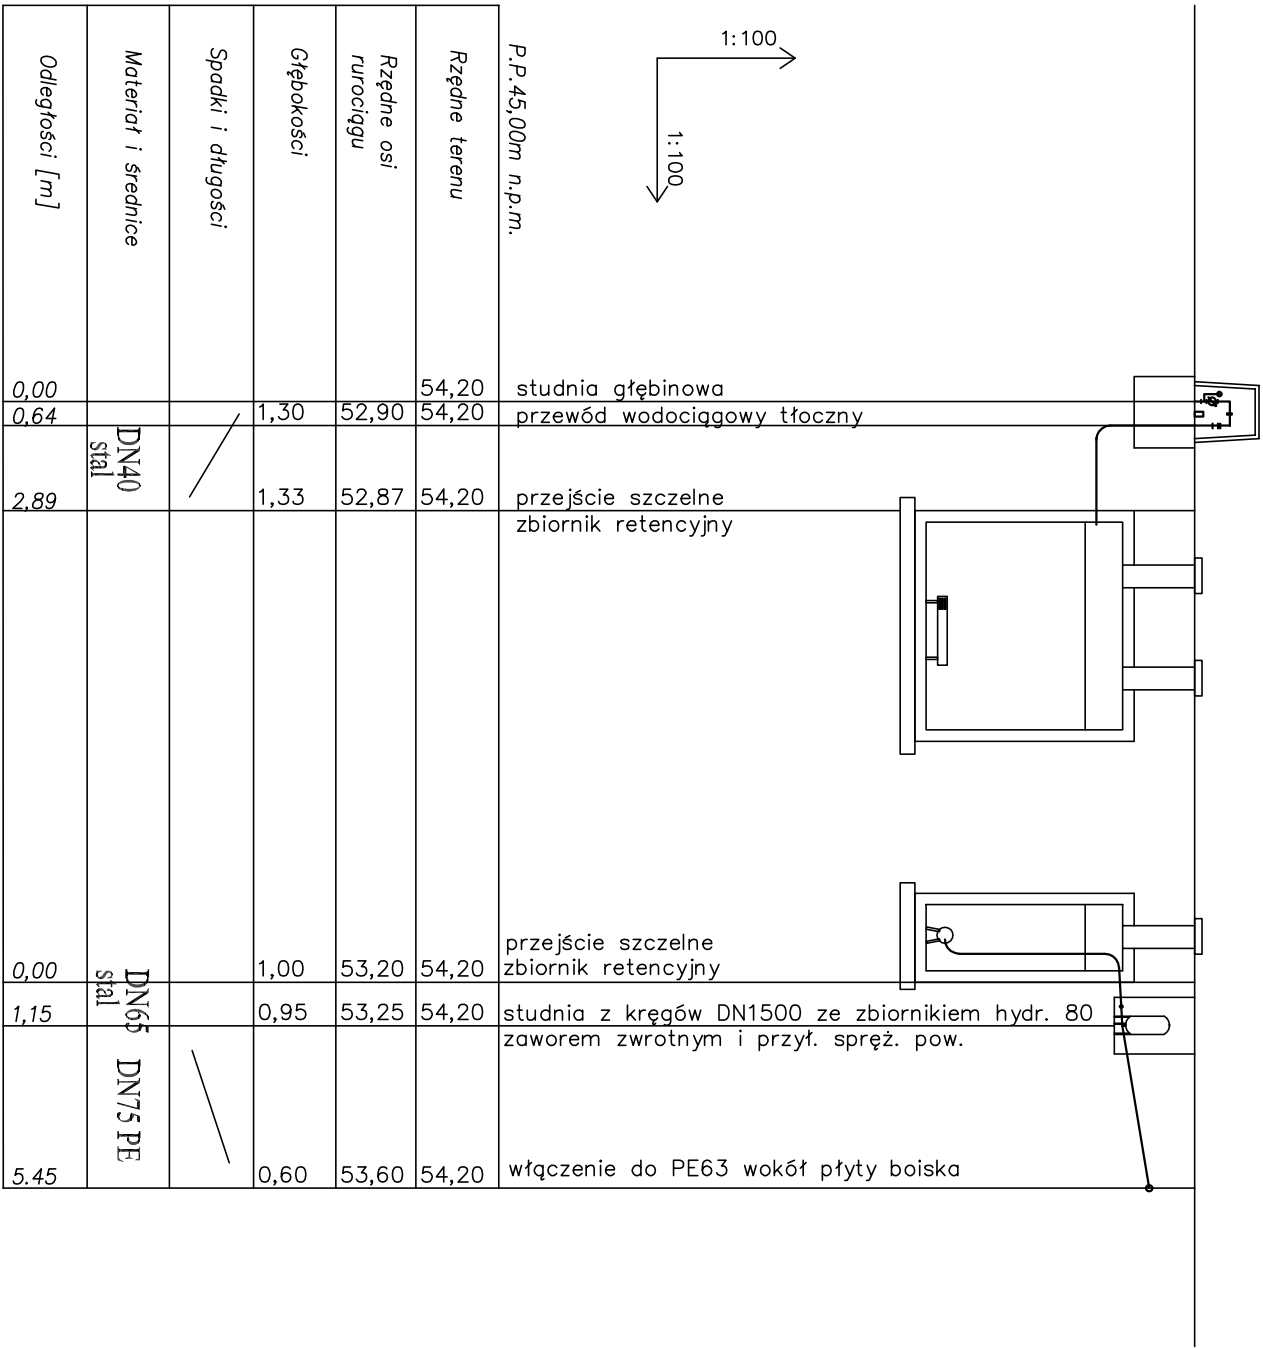 1:100
1:100
P.P.45,00m n.p.m.
Rzędne terenu
Rzędne osi
rurociągu
Głębokości
Spadki i długości
Materiał i średnice
Odległości [m]
0,00
54,20
studnia głębinowa
0,64
1,30
52,90
54,20
przewód wodociągowy tłoczny
DN40
stal
2,89
1,33
52,87
54,20
przejście szczelne
zbiornik retencyjny
0,00
1,00
53,20
54,20
przejście szczelne
zbiornik retencyjny
DN65
stal
1,15
0,95
53,25
54,20
studnia z kręgów DN1500 ze zbiornikiem hydr. 80
zaworem zwrotnym i przył. spręż. pow.
DN75 PE
5.45
0,60
53,60
54,20
włączenie do PE63 wokół płyty boiska